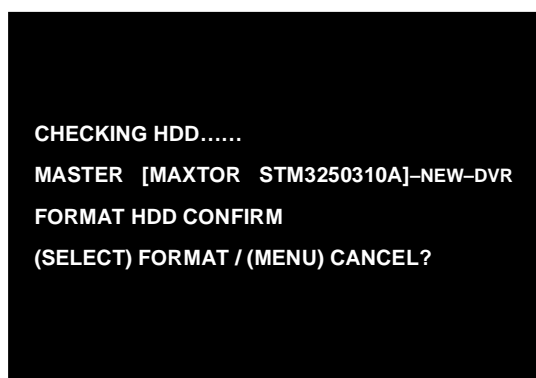 CHECKING HDD......
MASTER [MAXTOR STM3250310A]–NEW–DVR
FORMAT HDD CONFIRM
(SELECT) FORMAT / (MENU) CANCEL?